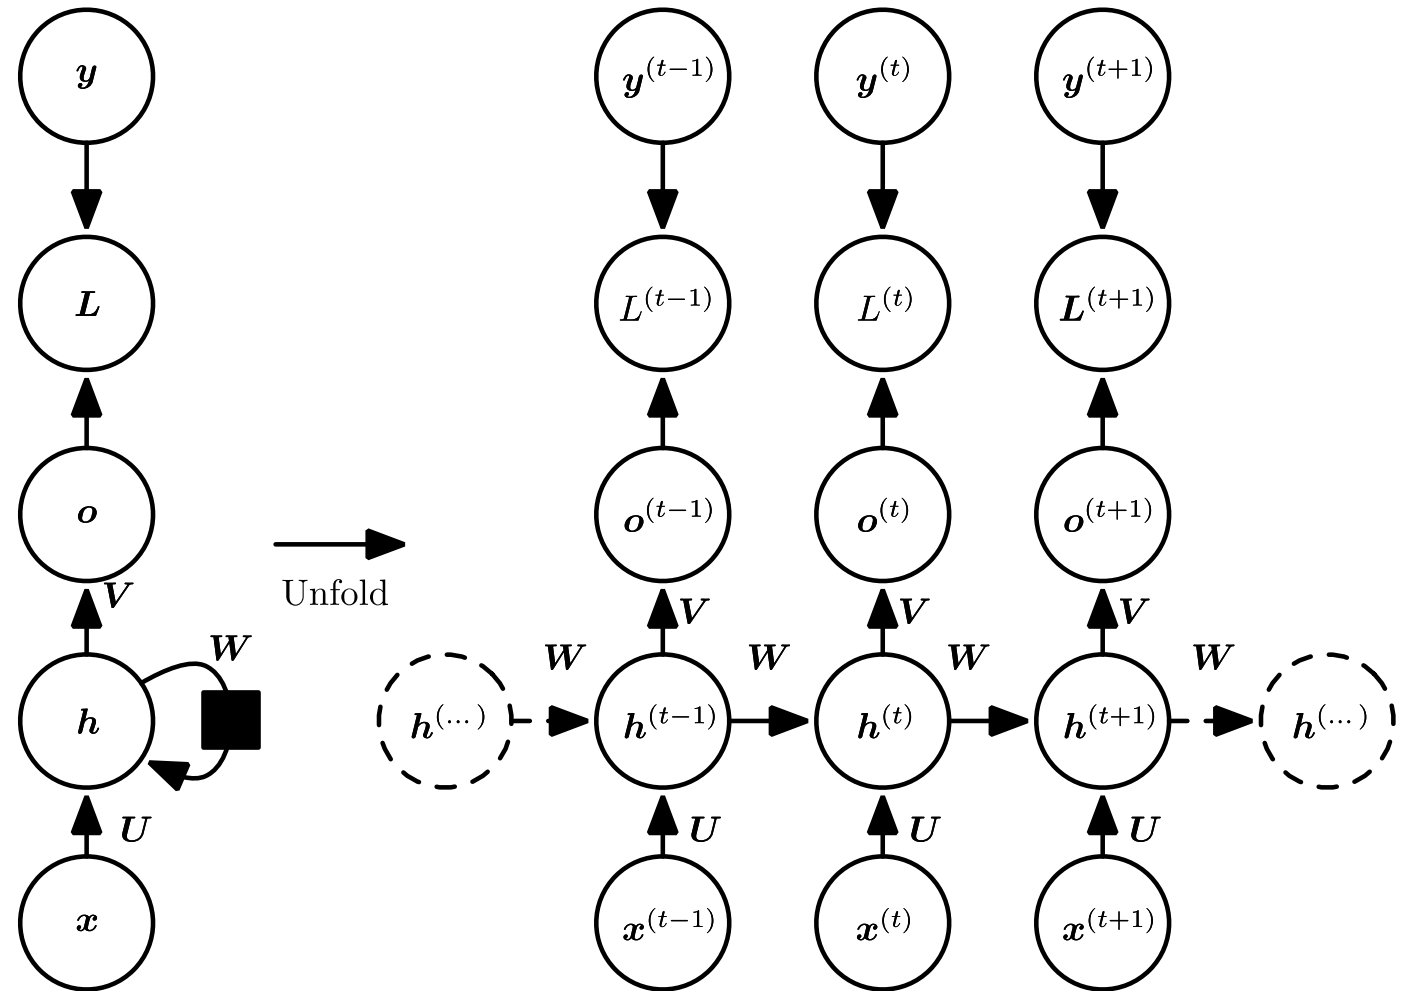 y y^(t−1) y^(t) y^(t+1)
L L^(t−1) L^(t) L^(t+1)
o o^(t−1) o^(t) o^(t+1)
Unfold
V V V V
W W W W W
h h^(...) h^(t−1) h^(t) h^(t+1) h^(...)
U U U U
x x^(t−1) x^(t) x^(t+1)